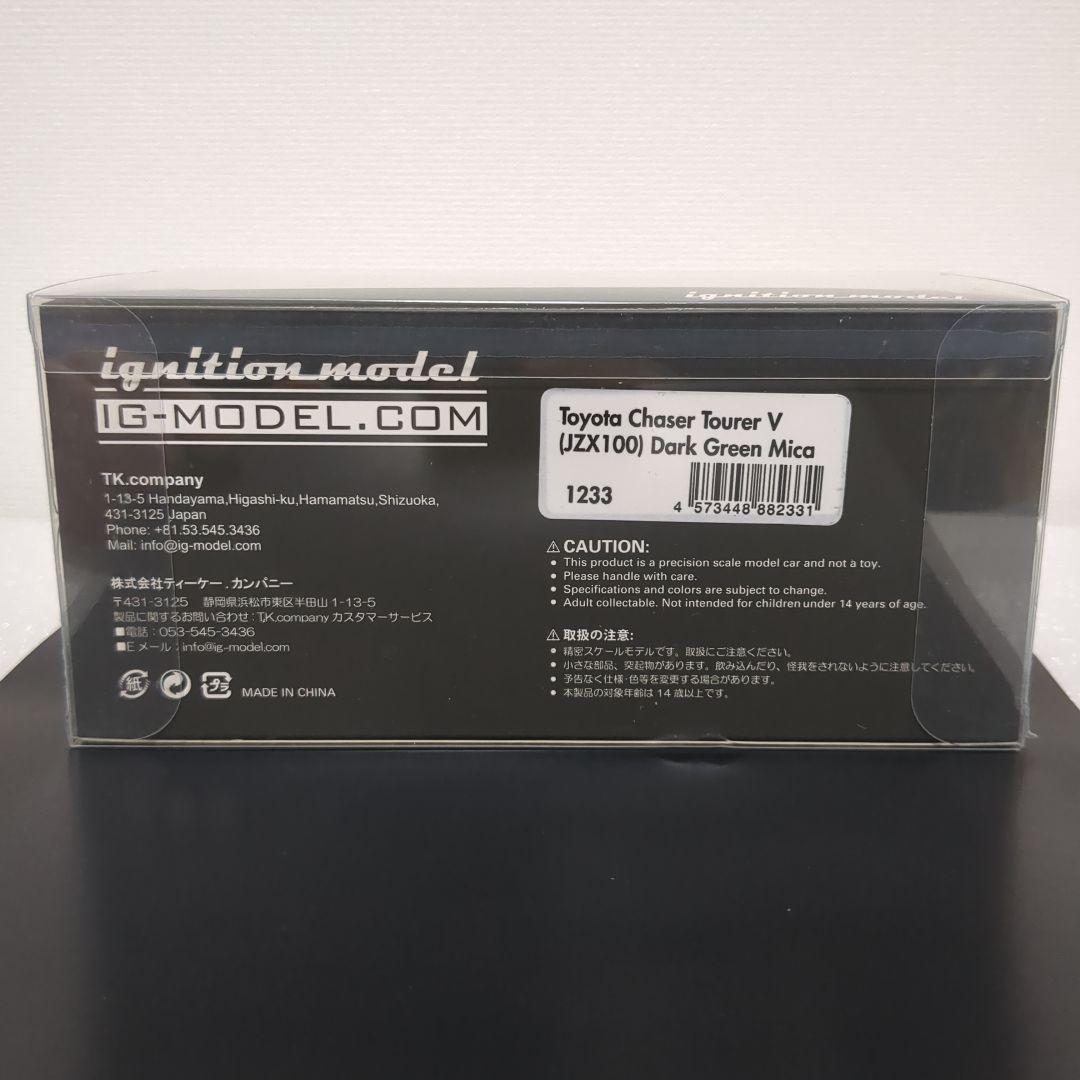 ignition model
ignition model
IG-MODEL.COM
TK.company
1-13-5 Handayama,Higashi-ku,Hamamatsu,Shizuoka,
431-3125 Japan
Phone: +81.53.545.3436
Mail: info@ig-model.com
株式会社ティーケー．カンパニー
〒431-3125 静岡県浜松市東区半田山1-13-5
製品に関するお問い合わせ：T.K.company カスタマーサービス
■電話：053-545-3436
■Eメール：info@ig-model.com
紙
プラ
MADE IN CHINA
Toyota Chaser Tourer V
(JZX100) Dark Green Mica
1233
4 573448 882331
⚠ CAUTION:
• This product is a precision scale model car and not a toy.
• Please handle with care.
• Specifications and colors are subject to change.
• Adult collectable. Not intended for children under 14 years of age.
⚠ 取扱の注意:
• 精密スケールモデルです。取扱にご注意ください。
• 小さな部品、突起物があります。飲み込んだり、怪我をされないように注意してください。
• 予告なく仕様・色等を変更する場合があります。
• 本製品の対象年齢は14歳以上です。